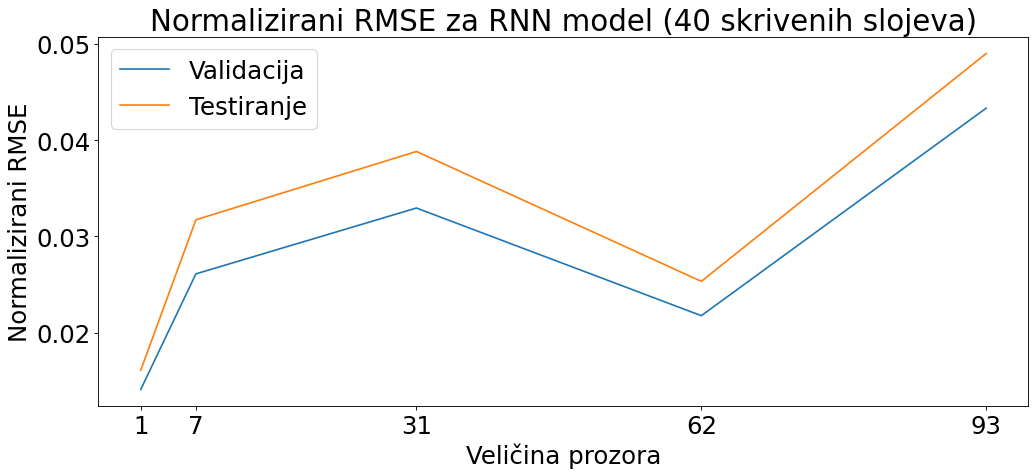 Normalizirani RMSE za RNN model (40 skrivenih slojeva)
0.05
0.04
0.03
0.02
Normalizirani RMSE
Validacija
Testiranje
1 7 31 62 93
Veličina prozora